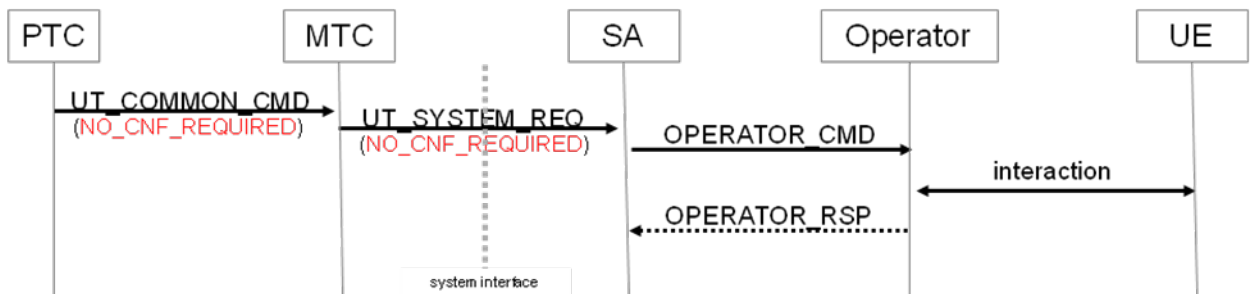 PTC MTC SA Operator UE
UT_COMMON_CMD
(NO_CNF_REQUIRED)
UT_SYSTEM_REQ
(NO_CNF_REQUIRED)
OPERATOR_CMD
interaction
OPERATOR_RSP
system interface